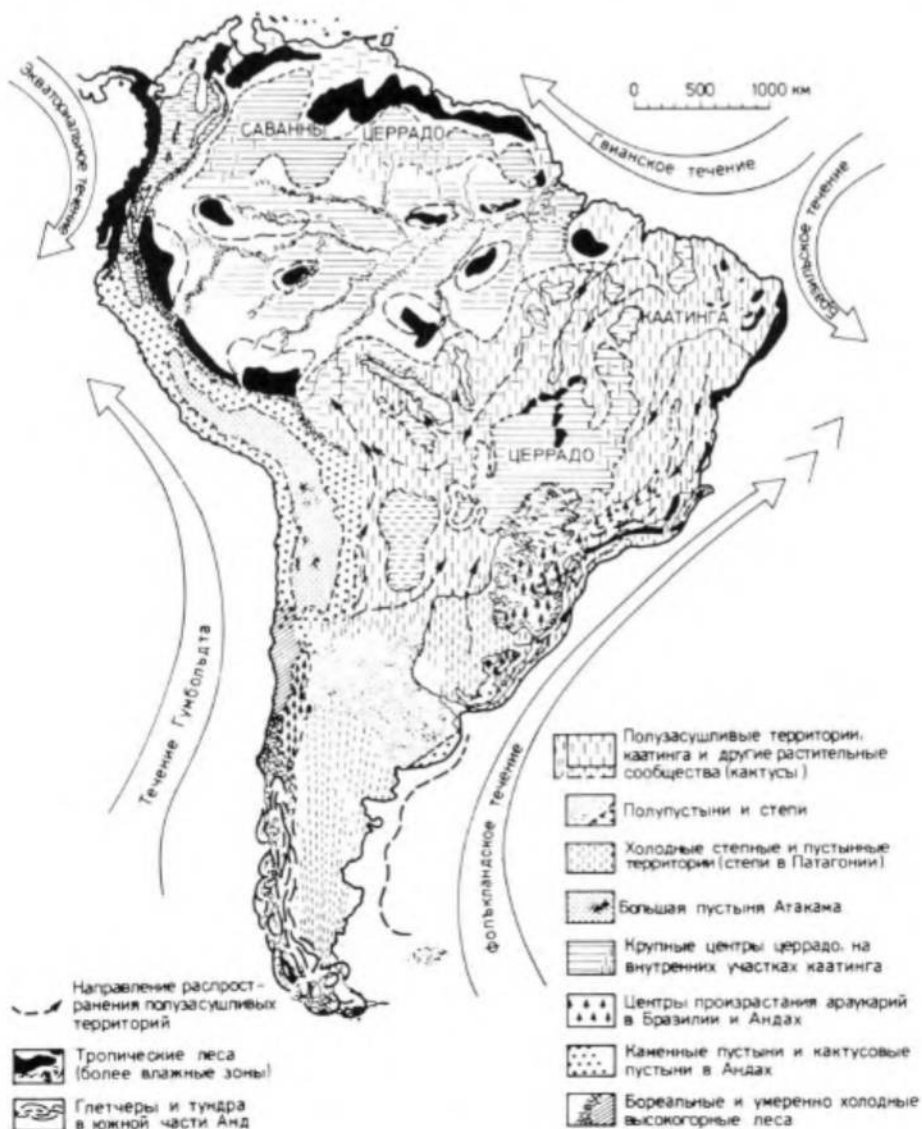 Экваториальное течение
0 500 1000 км
САВАННЫ ЦЕРРАДО
Гвианское течение
Бразильское течение
КААТИНГА
ЦЕРРАДО
Течение Гумбольдта
Фолькландское течение
Полузасушливые территории,
каатинга и другие растительные
сообщества (кактусы)
Полупустыни и степи
Холодные степные и пустынные
территории (степи в Патагонии)
Большая пустыня Атакама
Крупные центры церрадо, на
внутренних участках каатинга
Центры произрастания араукарий
в Бразилии и Андах
Каменные пустыни и кактусовые
пустыни в Андах
Бореальные и умеренно холодные
высокогорные леса
Направление распрост-
ранения полузасушливых
территорий
Тропические леса
(более влажные зоны)
Глетчеры и тундра
в южной части Анд